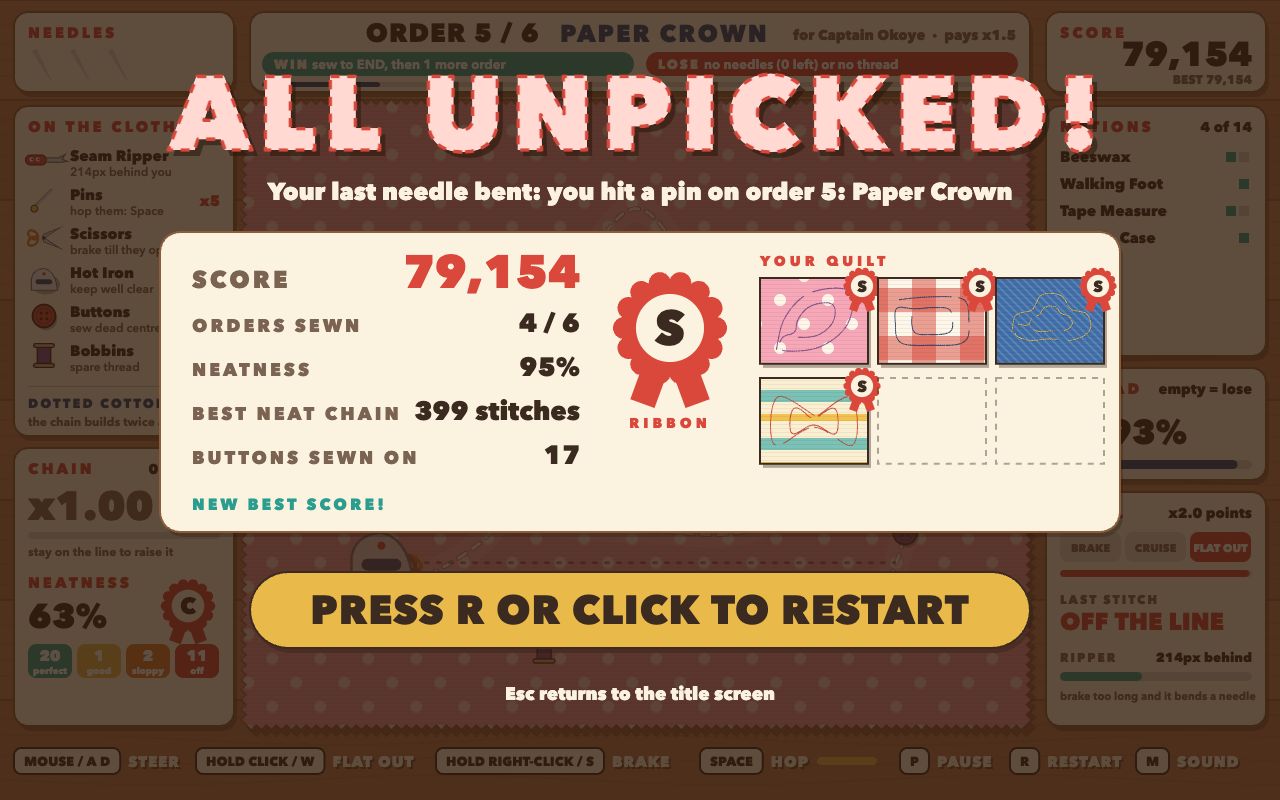 NEEDLES
ORDER 5 / 6 PAPER CROWN for Captain Okoye · pays x1.5
WIN sew to END, then 1 more order
LOSE no needles (0 left) or no thread
SCORE
79,154
BEST 79,154
ALL UNPICKED!
Your last needle bent: you hit a pin on order 5: Paper Crown
ON THE CLOTH
Seam Ripper
214px behind you
Pins x5
hop them: Space
Scissors
brake till they
Hot Iron
keep well clear
Buttons
sew dead centre
Bobbins
spare thread
DOTTED
the chain builds twice
4 of 14
Beeswax
Walking Foot
Tape Measure
Case
empty = lose
93%
SCORE 79,154
ORDERS SEWN 4 / 6
NEATNESS 95%
BEST NEAT CHAIN 399 stitches
BUTTONS SEWN ON 17
NEW BEST SCORE!
S
RIBBON
YOUR QUILT
S
S
S
S
CHAIN 0
x1.00
stay on the line to raise it
NEATNESS
63%
C
20 perfect
1 good
2 sloppy
11 off
x2.0 points
BRAKE CRUISE FLAT OUT
LAST STITCH
OFF THE LINE
RIPPER 214px behind
brake too long and it bends a needle
PRESS R OR CLICK TO RESTART
Esc returns to the title screen
MOUSE / A D STEER HOLD CLICK / W FLAT OUT HOLD RIGHT-CLICK / S BRAKE SPACE HOP P PAUSE R RESTART M SOUND